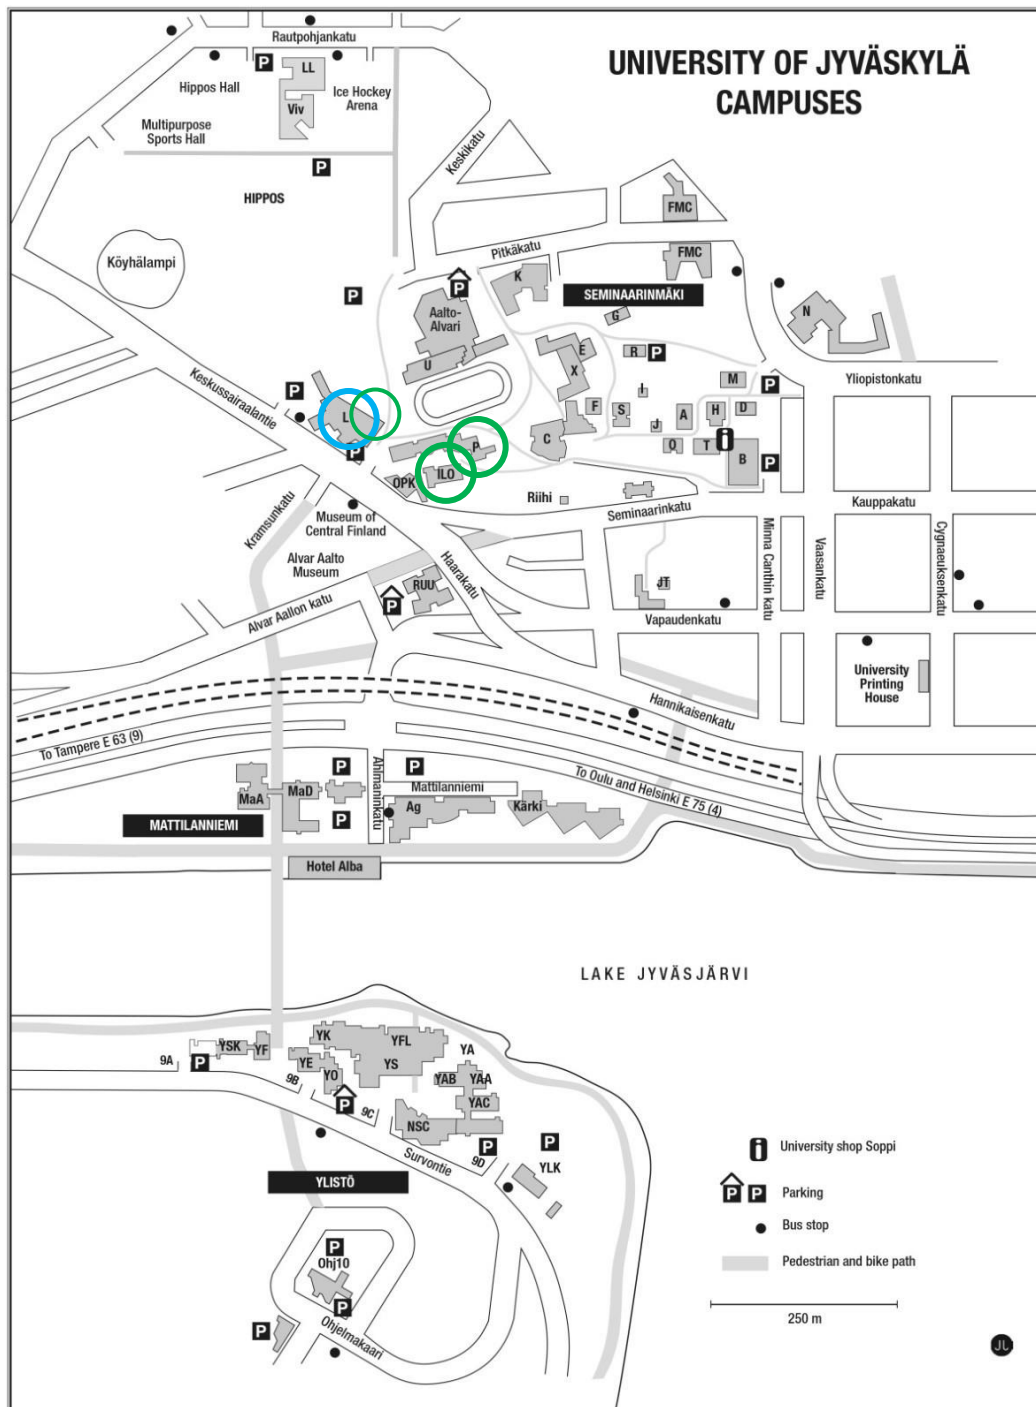 UNIVERSITY OF JYVÄSKYLÄ
CAMPUSES
Rautpohjankatu
P
LL
Hippos Hall
Ice Hockey
Arena
Viv
Multipurpose
Sports Hall
P
HIPPOS
Keskikatu
FMC
Pitkäkatu
FMC
Köyhälampi
K
P
P
SEMINAARINMÄKI
Aalto-
Alvari
G
N
E
R
P
U
X
M
P
Yliopistonkatu
Keskussairaalantie
P
I
L
F
S
J
A
H
D
P
C
P
O
T
B
P
OPK
ILO
Riihi
Seminaarinkatu
Kauppakatu
Kramsunkatu
Museum of
Central Finland
Haarakatu
Minna Canthin katu
Vaasankatu
Cygnaeuksenkatu
Alvar Aalto
Museum
RUU
P
JT
Alvar Aallon katu
Vapaudenkatu
University
Printing
House
Hannikaisenkatu
To Tampere E 63 (9)
To Oulu and Helsinki E 75 (4)
P
P
Ahlmaninkatu
Mattilanniemi
MaA
MaD
Ag
Kärki
MATTILANNIEMI
P
Hotel Alba
LAKE JYVÄSJÄRVI
YK
YFL
YSK
YF
YA
9A
P
YE
YS
YO
YAB
YAA
9B
P
9C
YAC
NSC
P
P
Survontie
9D
YLK
YLISTÖ
University shop Soppi
P
P
Parking
Bus stop
Pedestrian and bike path
250 m
P
Ohj10
P
P
Ohjelmakaari
JU